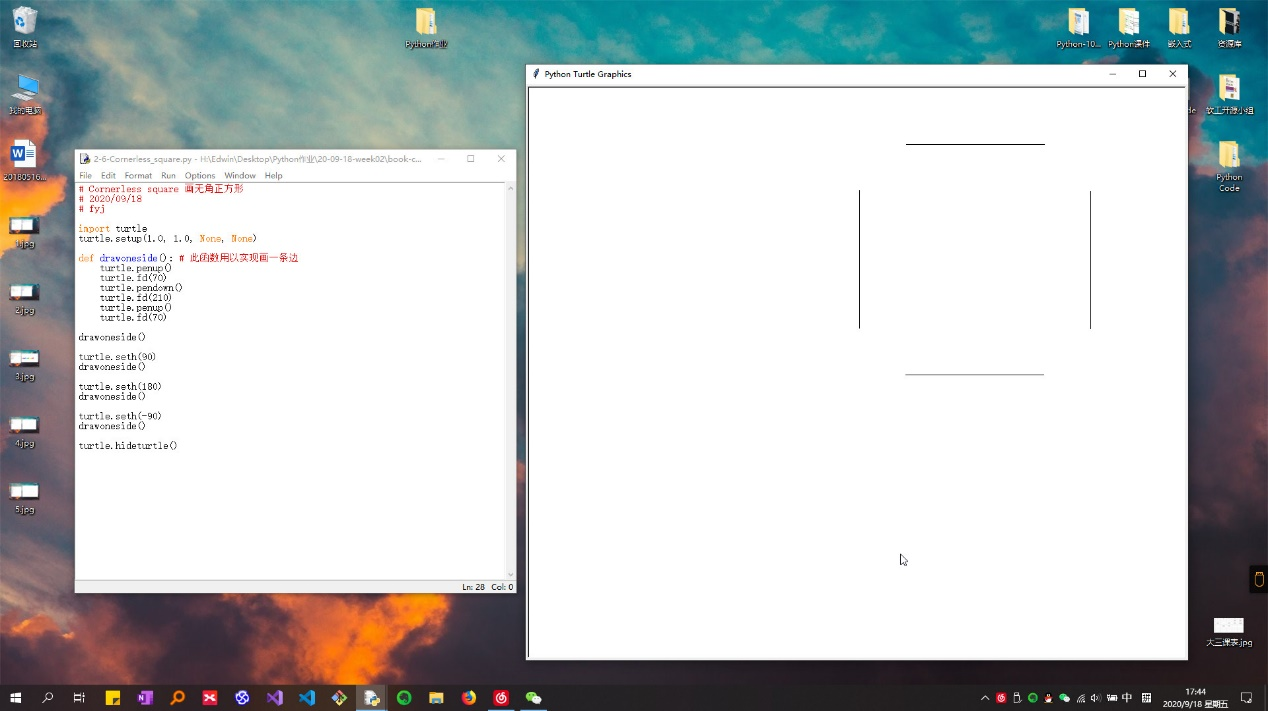 回收站
我的电脑
20180516...
1.jpg
2.jpg
3.jpg
4.jpg
5.jpg
Python作业
Python-10...
Python课件
嵌入式
资源库
de
软工开源小组
Python
Code
大三课表.jpg
2-6-Cornerless_square.py - H:\Edwin\Desktop\Python作业\20-09-18-week02\book-c...
File Edit Format Run Options Window Help
# Cornerless square 画无角正方形
# 2020/09/18
# fyj
import turtle
turtle.setup(1.0, 1.0, None, None)
def drawoneside(): # 此函数用以实现画一条边
turtle.penup()
turtle.fd(70)
turtle.pendown()
turtle.fd(210)
turtle.penup()
turtle.fd(70)
drawoneside()
turtle.seth(90)
drawoneside()
turtle.seth(180)
drawoneside()
turtle.seth(-90)
drawoneside()
turtle.hideturtle()
Ln: 28 Col: 0
Python Turtle Graphics
中
17:44
2020/9/18 星期五